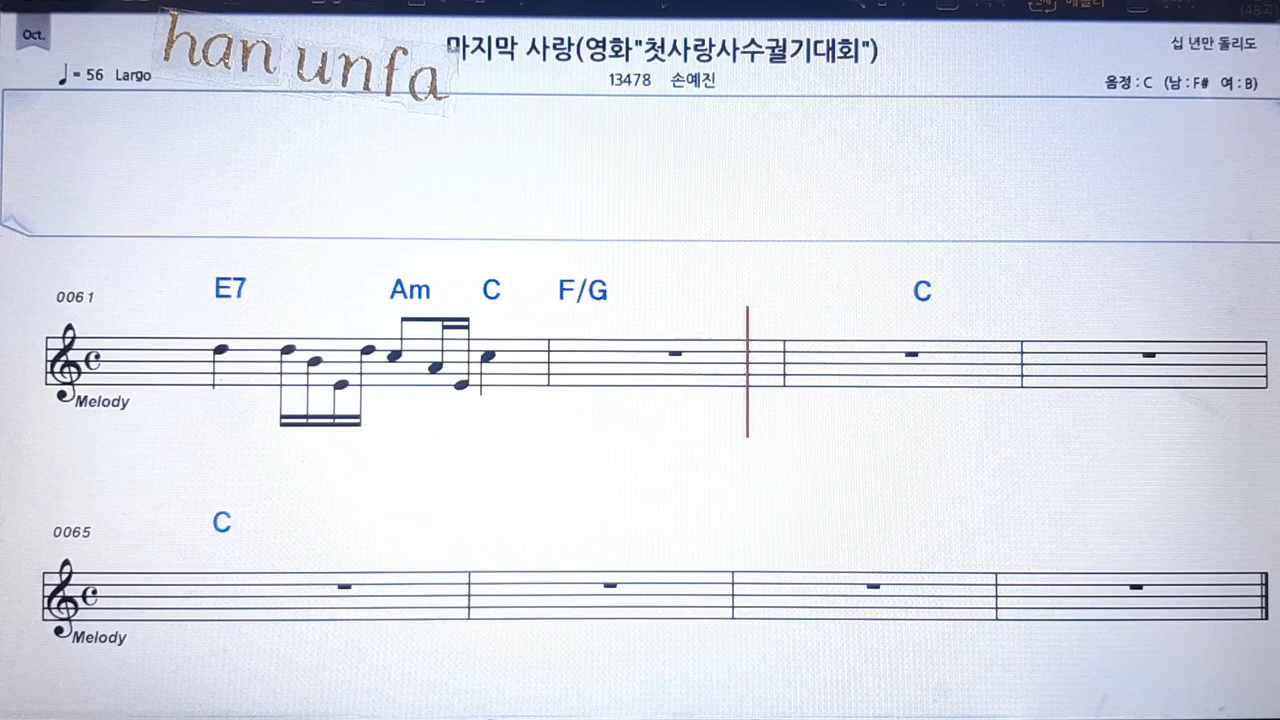 Oct.
han unfa
마지막 사랑(영화"첫사랑사수궐기대회")
십 년만 돌리도
= 56 Largo
13478 손예진
음정 : C (남 : F# 여 : B)
E7 Am C F/G C
0061
Melody
C
0065
Melody